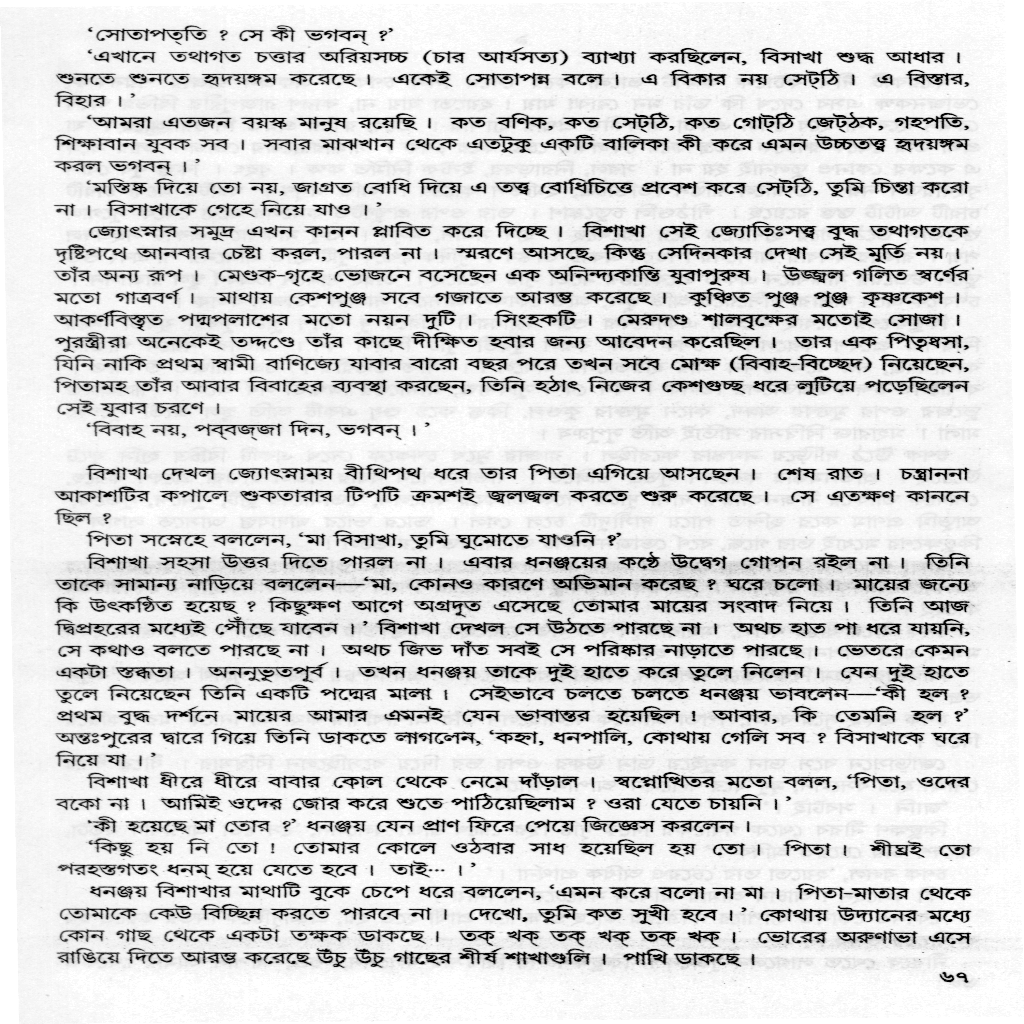 ‘সোতাপত্তি ? সে কী ভগবন্ ?’
‘এখানে তথাগত চত্তার অরিয়সচ্চ (চার আর্যসত্য) ব্যাখ্যা করছিলেন, বিসাখা শুদ্ধ আধার ।
শুনতে শুনতে হৃদয়ঙ্গম করেছে । একেই সোতাপন্ন বলে । এ বিকার নয় সেট্‌ঠি । এ বিস্তার,
বিহার । ’
‘আমরা এতজন বয়স্ক মানুষ রয়েছি । কত বণিক, কত সেট্‌ঠি, কত গোট্‌ঠি জেট্‌ঠক, গহপতি,
শিক্ষাবান যুবক সব । সবার মাঝখান থেকে এতটুকু একটি বালিকা কী করে এমন উচ্চতত্ত্ব হৃদয়ঙ্গম
করল ভগবন্ । ’
‘মস্তিষ্ক দিয়ে তো নয়, জাগ্রত বোধি দিয়ে এ তত্ত্ব বোধিচিত্তে প্রবেশ করে সেট্‌ঠি, তুমি চিন্তা করো
না । বিসাখাকে গেহে নিয়ে যাও । ’
জ্যোৎস্নার সমুদ্র এখন কানন প্লাবিত করে দিচ্ছে । বিশাখা সেই জ্যোতিঃসত্ত্ব বুদ্ধ তথাগতকে
দৃষ্টিপথে আনবার চেষ্টা করল, পারল না । স্মরণে আসছে, কিন্তু সেদিনকার দেখা সেই মূর্তি নয় ।
তাঁর অন্য রূপ । মেণ্ডক-গৃহে ভোজনে বসেছেন এক অনিন্দ্যকান্তি যুবাপুরুষ । উজ্জ্বল গলিত স্বর্ণের
মতো গাত্রবর্ণ । মাথায় কেশপুঞ্জ সবে গজাতে আরম্ভ করেছে । কুঞ্চিত পুঞ্জ পুঞ্জ কৃষ্ণকেশ ।
আকর্ণবিস্তৃত পদ্মপলাশের মতো নয়ন দুটি । সিংহকটি । মেরুদণ্ড শালবৃক্ষের মতোই সোজা ।
পুরস্ত্রীরা অনেকেই তদ্দণ্ডে তাঁর কাছে দীক্ষিত হবার জন্য আবেদন করেছিল । তার এক পিতৃষসা,
যিনি নাকি প্রথম স্বামী বাণিজ্যে যাবার বারো বছর পরে তখন সবে মোক্ষ (বিবাহ-বিচ্ছেদ) নিয়েছেন,
পিতামহ তাঁর আবার বিবাহের ব্যবস্থা করছেন, তিনি হঠাৎ নিজের কেশগুচ্ছ ধরে লুটিয়ে পড়েছিলেন
সেই যুবার চরণে ।
‘বিবাহ নয়, পব্‌বজ্‌জা দিন, ভগবন্ । ’
বিশাখা দেখল জ্যোৎস্নাময় বীথিপথ ধরে তার পিতা এগিয়ে আসছেন । শেষ রাত । চন্দ্রাননা
আকাশটির কপালে শুকতারার টিপটি ক্রমশই জ্বলজ্বল করতে শুরু করেছে । সে এতক্ষণ কাননে
ছিল ?
পিতা সস্নেহে বললেন, ‘মা বিসাখা, তুমি ঘুমোতে যাওনি ?’
বিশাখা সহসা উত্তর দিতে পারল না । এবার ধনঞ্জয়ের কণ্ঠে উদ্বেগ গোপন রইল না । তিনি
তাকে সামান্য নাড়িয়ে বললেন—‘মা, কোনও কারণে অভিমান করেছ ? ঘরে চলো । মায়ের জন্যে
কি উৎকণ্ঠিত হয়েছ ? কিছুক্ষণ আগে অগ্রদূত এসেছে তোমার মায়ের সংবাদ নিয়ে । তিনি আজ
দ্বিপ্রহরের মধ্যেই পৌঁছে যাবেন ।’ বিশাখা দেখল সে উঠতে পারছে না । অথচ হাত পা ধরে যায়নি,
সে কথাও বলতে পারছে না । অথচ জিভ দাঁত সবই সে পরিষ্কার নাড়াতে পারছে । ভেতরে কেমন
একটা স্তব্ধতা । অননুভূতপূর্ব । তখন ধনঞ্জয় তাকে দুই হাতে করে তুলে নিলেন । যেন দুই হাতে
তুলে নিয়েছেন তিনি একটি পদ্মের মালা । সেইভাবে চলতে চলতে ধনঞ্জয় ভাবলেন—‘কী হল ?
প্রথম বুদ্ধ দর্শনে মায়ের আমার এমনই যেন ভাবান্তর হয়েছিল । আবার, কি তেমনি হল ?’
অন্তঃপুরের দ্বারে গিয়ে তিনি ডাকতে লাগলেন, ‘কহ্না, ধনপালি, কোথায় গেলি সব ? বিসাখাকে ঘরে
নিয়ে যা । ’
বিশাখা ধীরে ধীরে বাবার কোল থেকে নেমে দাঁড়াল । স্বপ্নোত্থিতর মতো বলল, ‘পিতা, ওদের
বকো না । আমিই ওদের জোর করে শুতে পাঠিয়েছিলাম ? ওরা যেতে চায়নি । ’
‘কী হয়েছে মা তোর ?’ ধনঞ্জয় যেন প্রাণ ফিরে পেয়ে জিজ্ঞেস করলেন ।
‘কিছু হয় নি তো ! তোমার কোলে ওঠবার সাধ হয়েছিল হয় তো । পিতা । শীঘ্রই তো
পরহস্তগতং ধনম্ হয়ে যেতে হবে । তাই··· ।
ধনঞ্জয় বিশাখার মাথাটি বুকে চেপে ধরে বললেন, ‘এমন করে বলো না মা । পিতা-মাতার থেকে
তোমাকে কেউ বিচ্ছিন্ন করতে পারবে না । দেখো, তুমি কত সুখী হবে । ’ কোথায় উদ্যানের মধ্যে
কোন গাছ থেকে একটা তক্ষক ডাকছে । তক্ খক্ তক্ খক্ তক্ খক্ । ভোরের অরুণাভা এসে
রাঙিয়ে দিতে আরম্ভ করেছে উঁচু উঁচু গাছের শীর্ষ শাখাগুলি । পাখি ডাকছে ।
৬৭